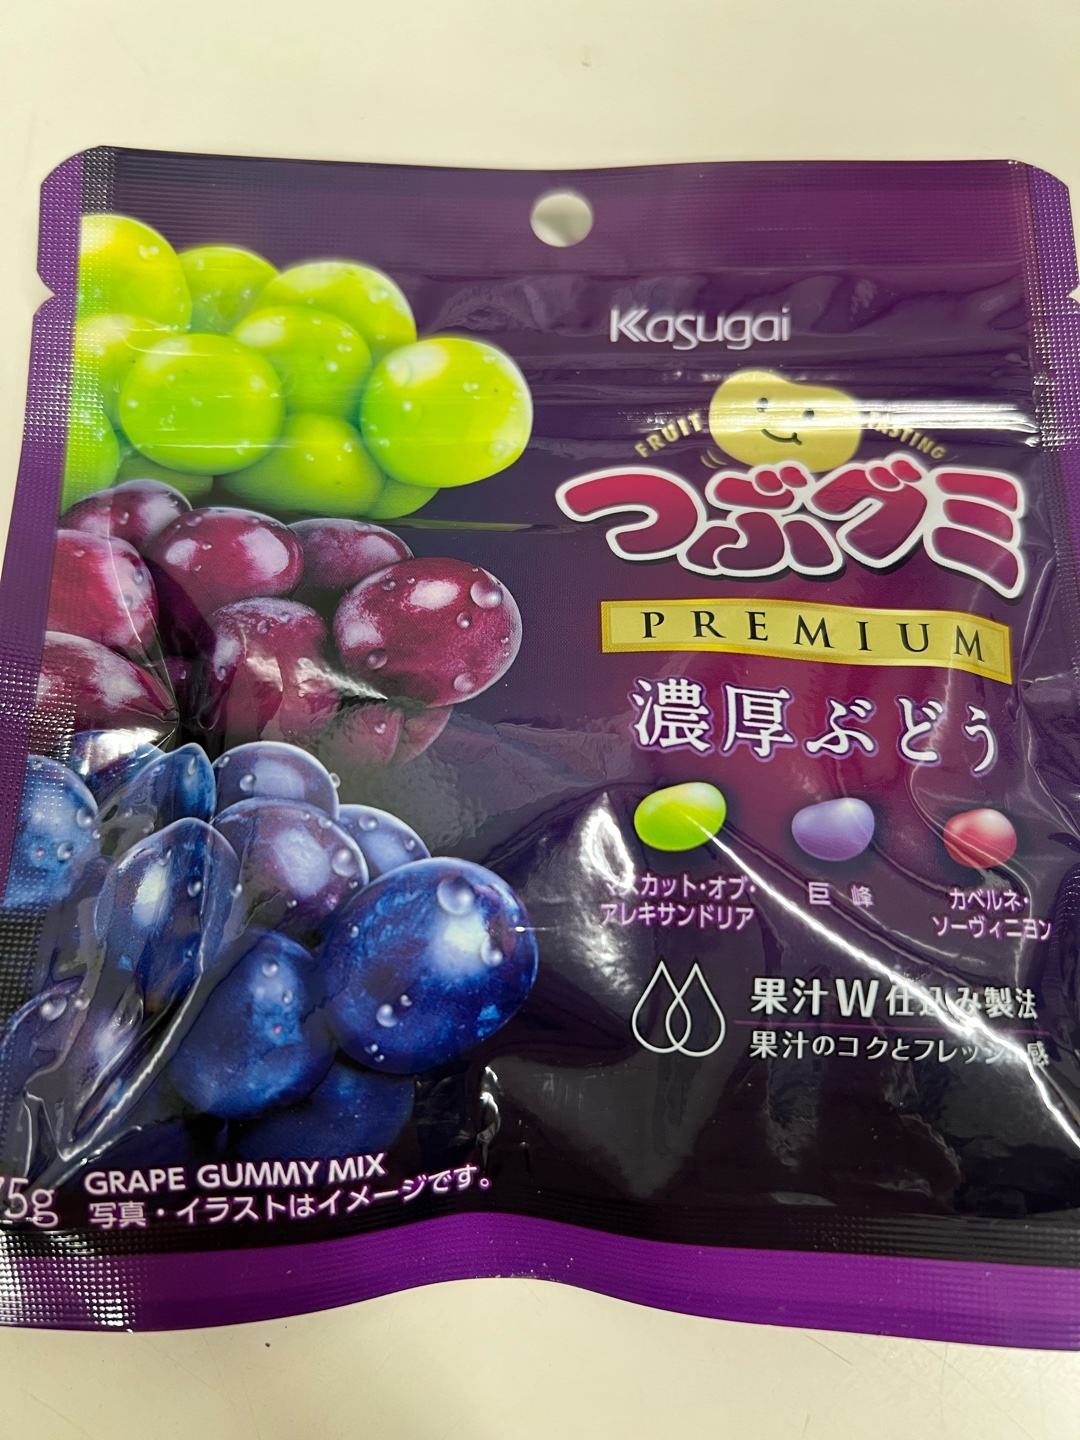 Kasugai
FRUIT TASTING
つぶグミ
PREMIUM
濃厚ぶどう
マスカット・オブ・
アレキサンドリア
巨峰
カベルネ・
ソーヴィニヨン
果汁W仕込み製法
果汁のコクとフレッシュ感
75g
GRAPE GUMMY MIX
写真・イラストはイメージです。